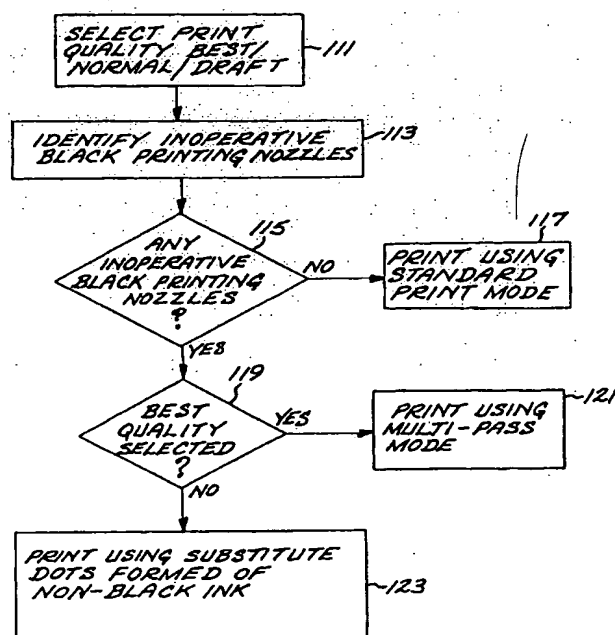 SELECT PRINT
QUALITY BEST/
NORMAL/DRAFT
111
IDENTIFY INOPERATIVE
BLACK PRINTING NOZZLES
113
ANY
INOPERATIVE
BLACK PRINTING
NOZZLES
?
115
NO
PRINT USING
STANDARD
PRINT MODE
117
YES
BEST
QUALITY
SELECTED
?
119
YES
PRINT USING
MULTI-PASS
MODE
121
NO
PRINT USING SUBSTITUTE
DOTS FORMED OF
NON-BLACK INK
123